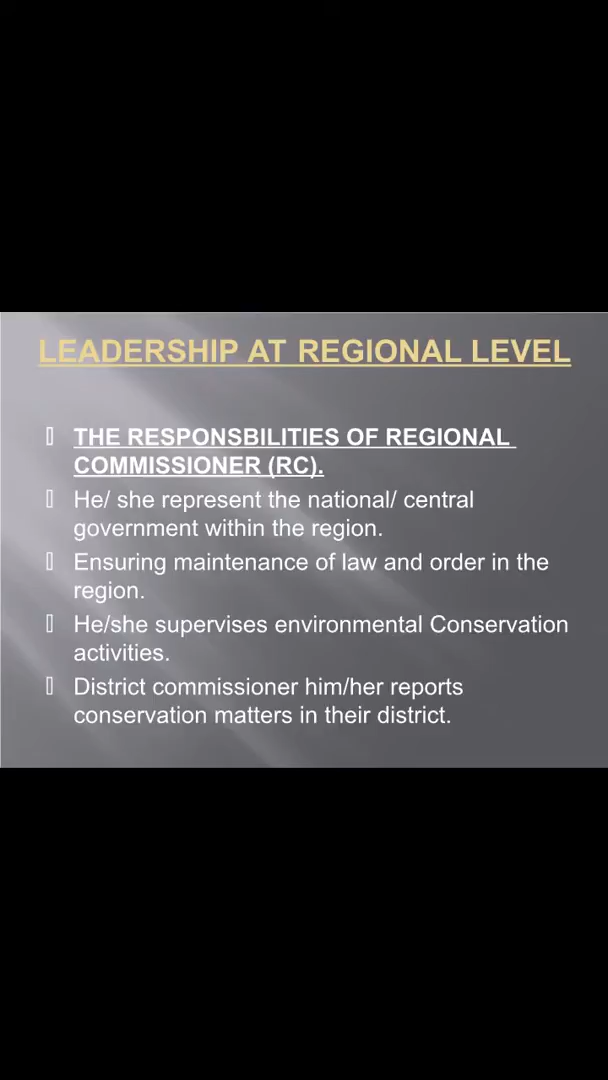 LEADERSHIP AT REGIONAL LEVEL
THE RESPONSBILITIES OF REGIONAL
COMMISSIONER (RC).
He/ she represent the national/ central
government within the region.
Ensuring maintenance of law and order in the
region.
He/she supervises environmental Conservation
activities.
District commissioner him/her reports
conservation matters in their district.